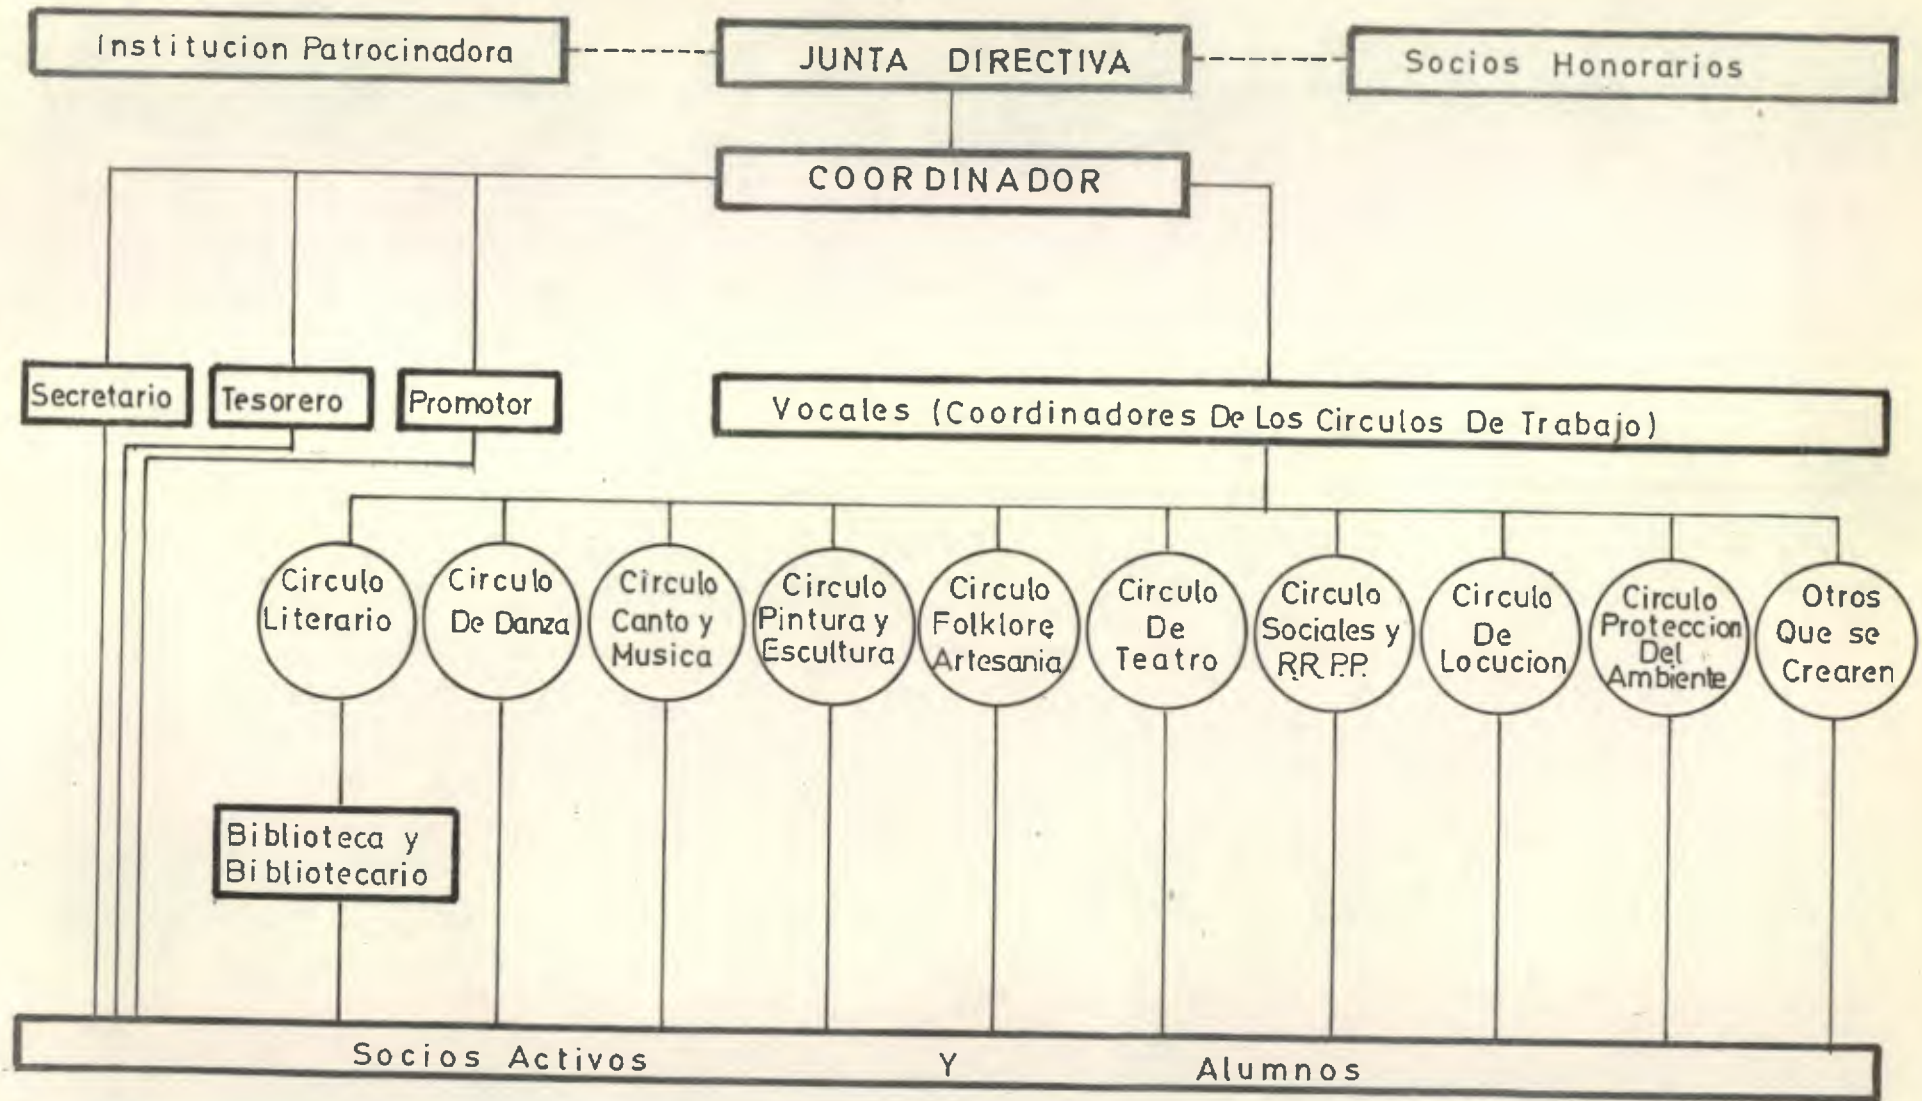 Institucion Patrocinadora
JUNTA DIRECTIVA
Socios Honorarios
COORDINADOR
Secretario
Tesorero
Promotor
Vocales (Coordinadores De Los Circulos De Trabajo)
Circulo
Literario
Circulo
De Danza
Circulo
Canto y
Musica
Circulo
Pintura y
Escultura
Circulo
Folklore
Artesania
Circulo
De
Teatro
Circulo
Sociales y
R.R.P.P.
Circulo
De
Locucion
Circulo
Proteccion
Del
Ambiente
Otros
Que se
Crearen
Biblioteca y
Bibliotecario
Socios Activos Y Alumnos